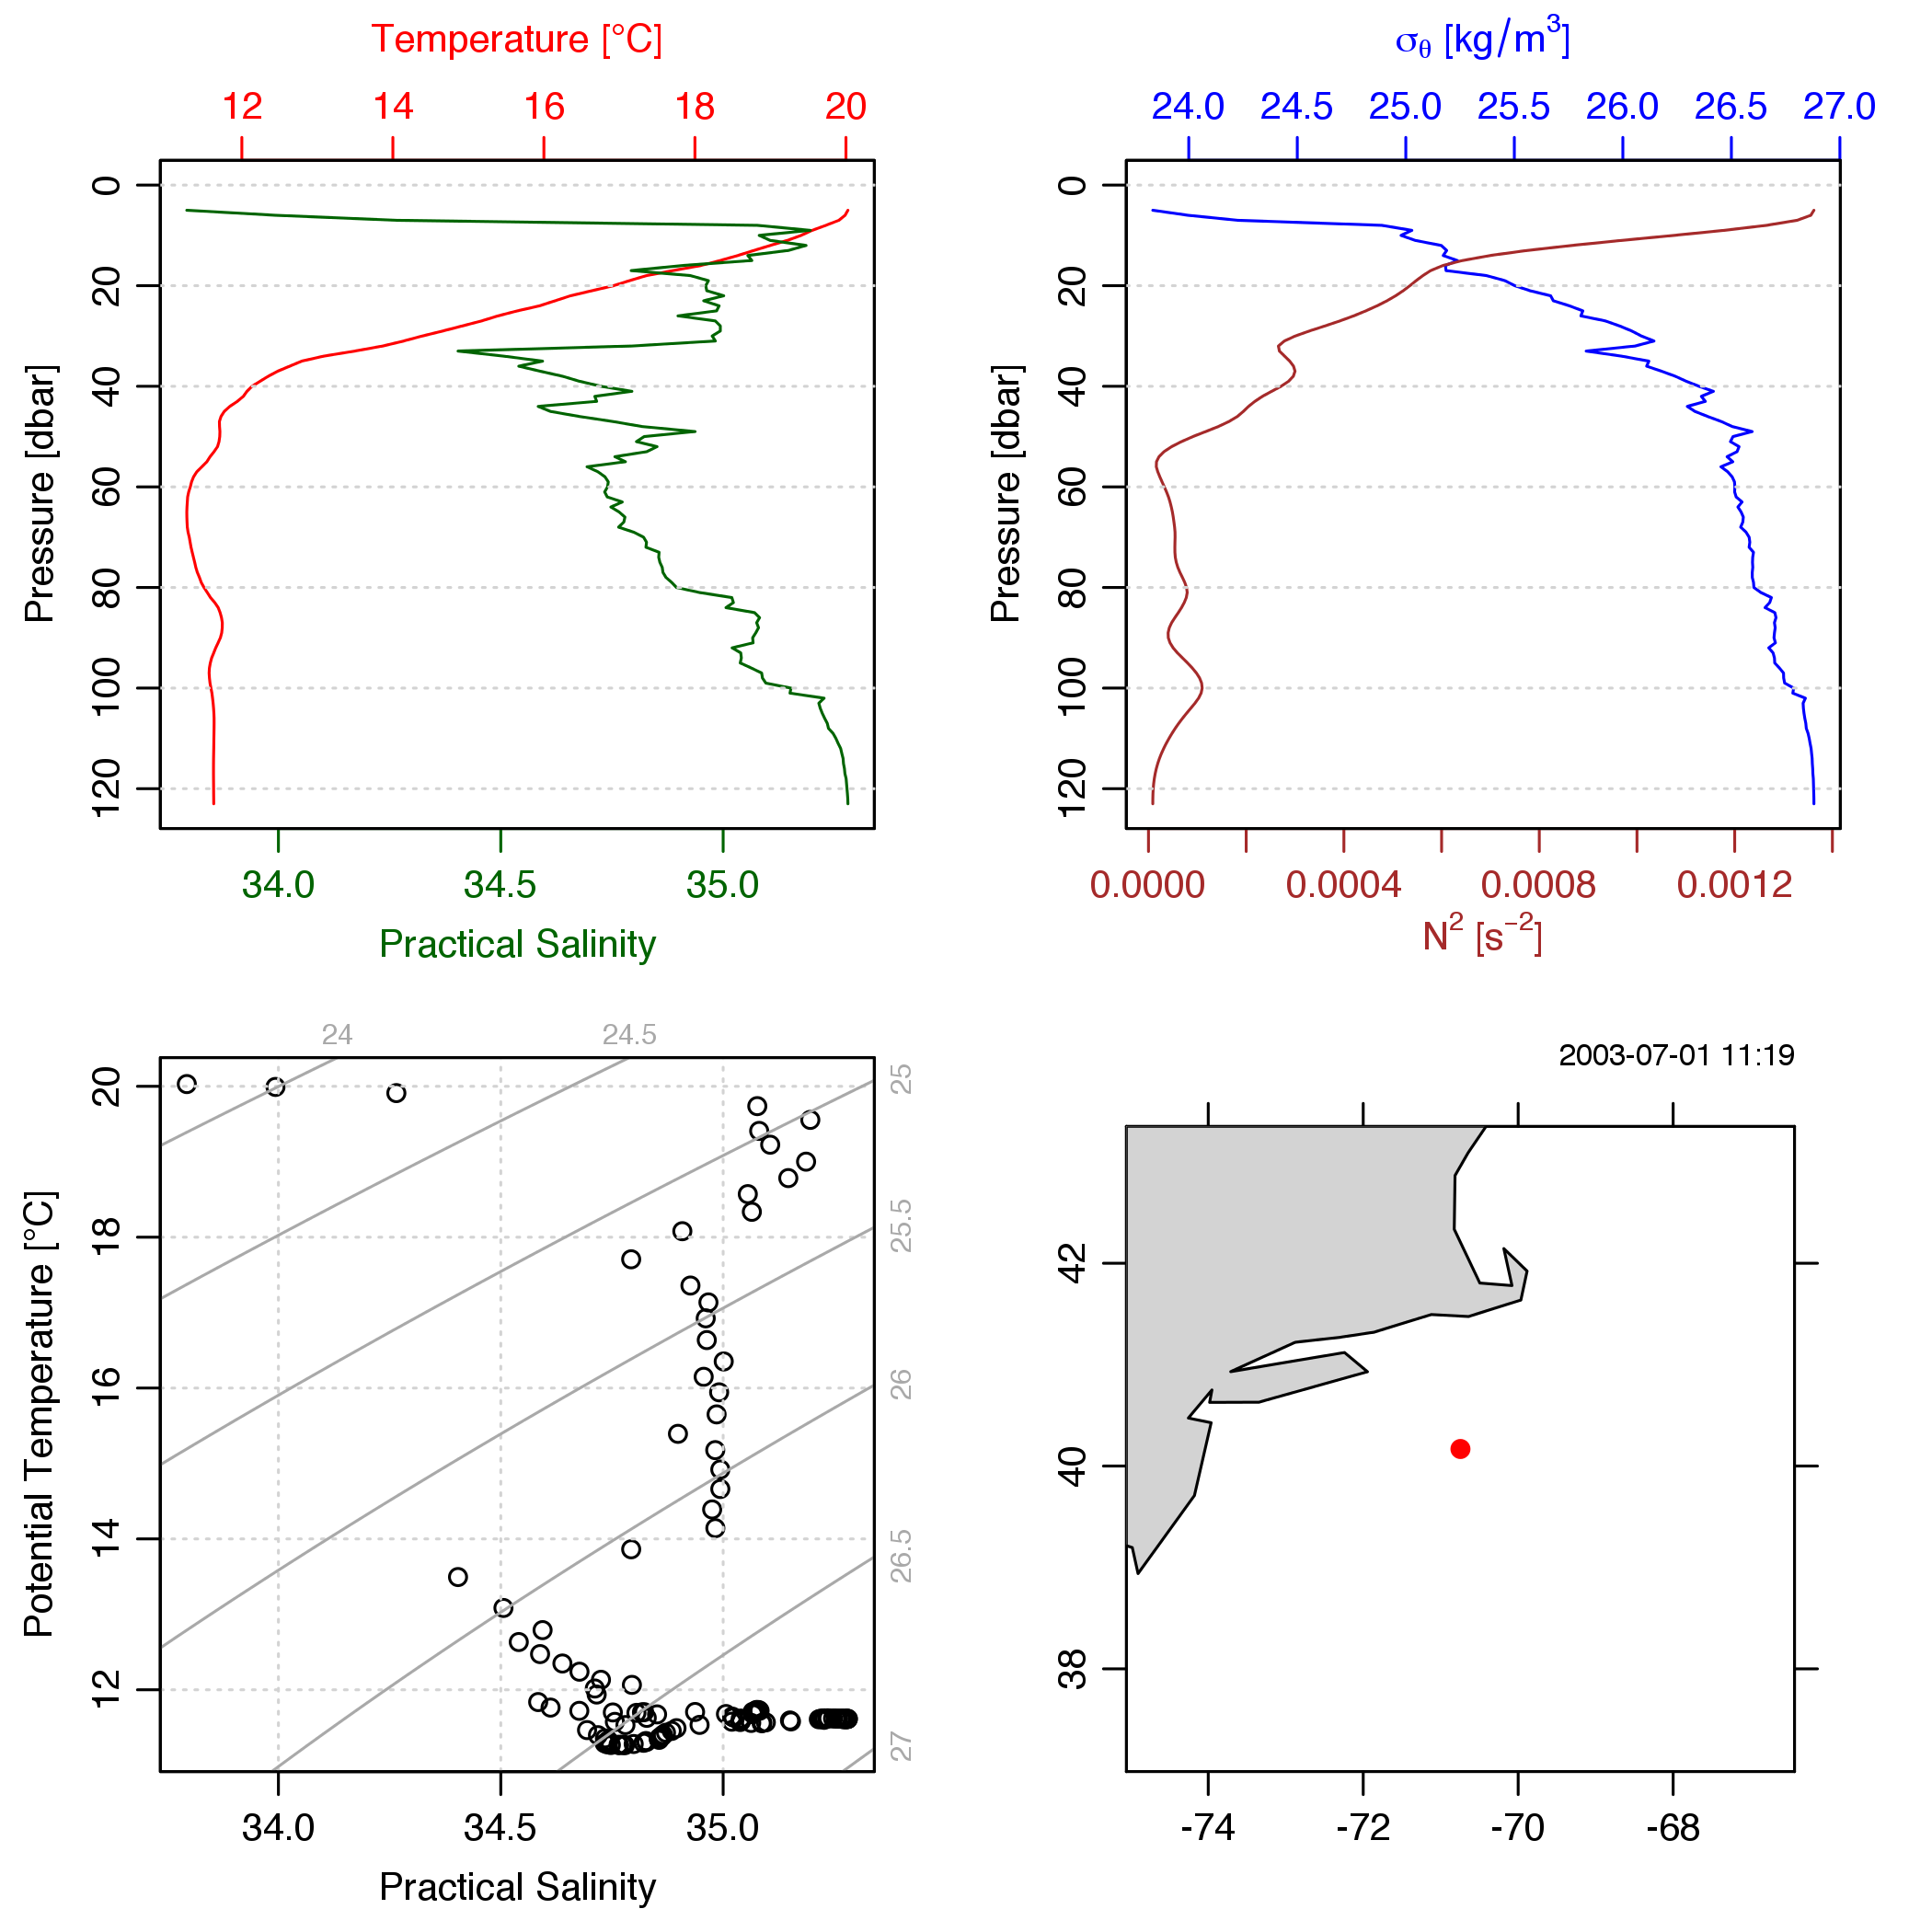 Temperature [°C]
12 14 16 18 20
Pressure [dbar]
0 20 40 60 80 100 120
34.0 34.5 35.0
Practical Salinity
σθ [kg/m³]
24.0 24.5 25.0 25.5 26.0 26.5 27.0
Pressure [dbar]
0 20 40 60 80 100 120
0.0000 0.0004 0.0008 0.0012
N² [s⁻²]
24 24.5
25
25.5
26
26.5
27
Potential Temperature [°C]
12 14 16 18 20
34.0 34.5 35.0
Practical Salinity
2003-07-01 11:19
42
40
38
-74 -72 -70 -68